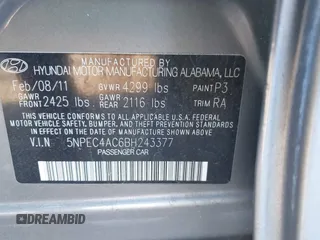 HYUNDAI MOTOR MANUFACTURING ALABAMA, LLC
Feb/08/11 GVWR 4299 lbs PAINT P3
GAWR FRONT 2425 lbs GAWR REAR 2116 lbs TRIM RA
THIS VEHICLE CONFORMS TO ALL APPLICABLE U.S. FEDERAL MOTOR
VEHICLE SAFETY, BUMPER, AND THEFT PREVENTION STANDARDS
IN EFFECT ON THE DATE OF MANUFACTURE SHOWN ABOVE.
V.I.N. 5NPEC4AC6BH243377
PASSENGER CAR
DREAMBID